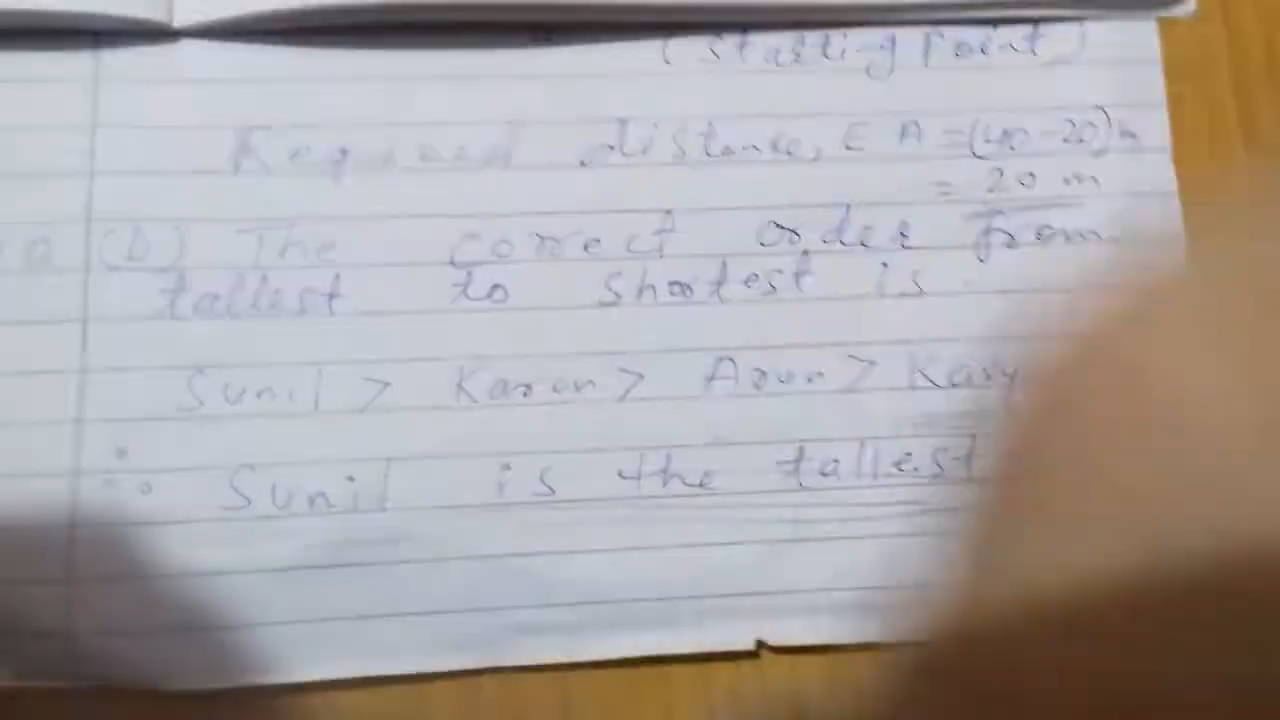 (Starting Point)
Required distance, EA = (40-20)m
= 20 m
(b) The correct order from
tallest to shortest is
Sunil > Karan > Arun >
∴ Sunil is the tallest